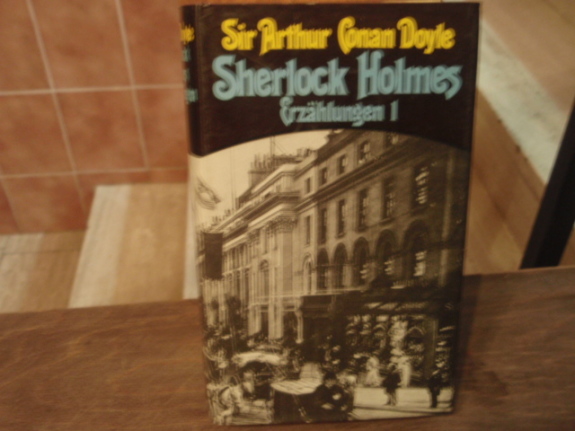 Sir Arthur Conan Doyle
Sherlock Holmes
Erzählungen 1